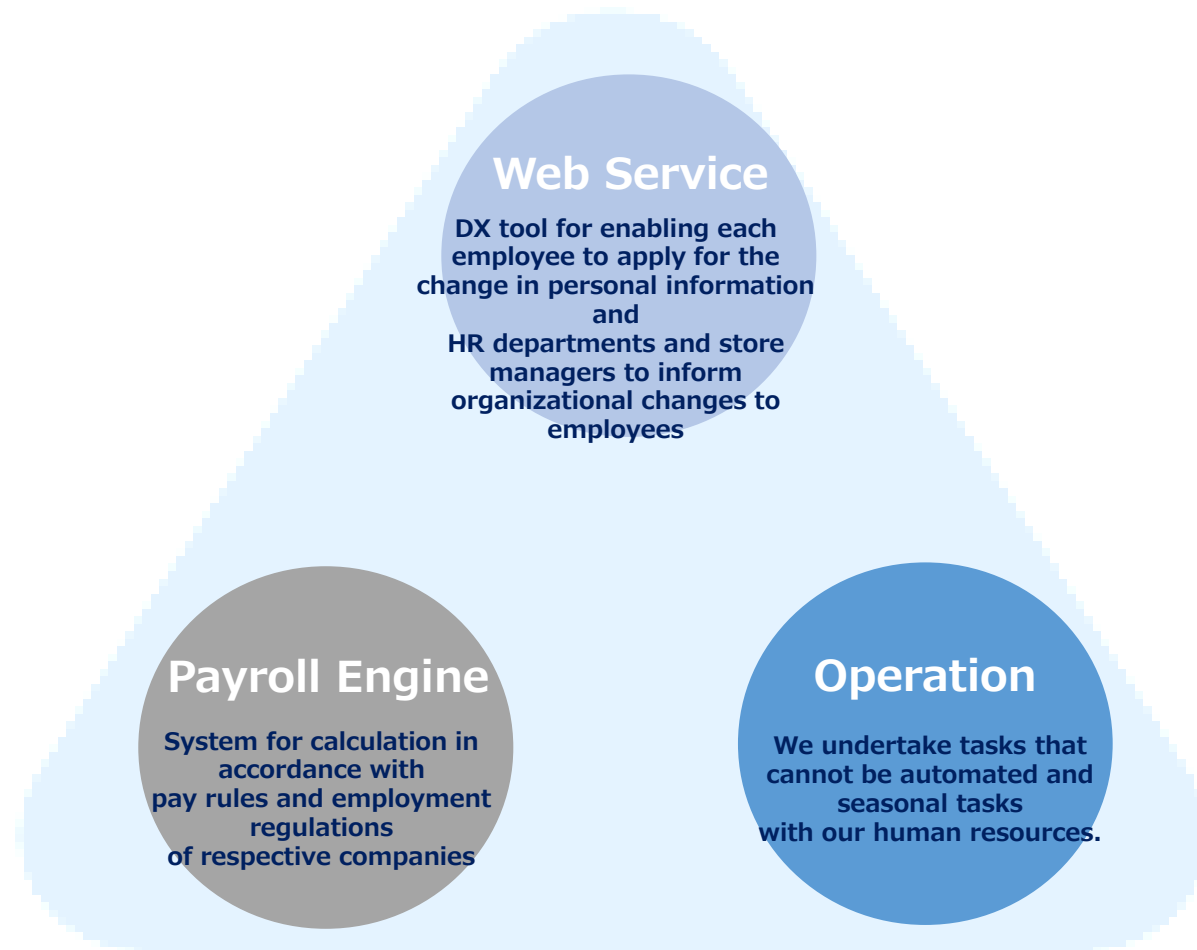 Web Service
DX tool for enabling each
employee to apply for the
change in personal information
and
HR departments and store
managers to inform
organizational changes to
employees
Payroll Engine
System for calculation in
accordance with
pay rules and employment
regulations
of respective companies
Operation
We undertake tasks that
cannot be automated and
seasonal tasks
with our human resources.